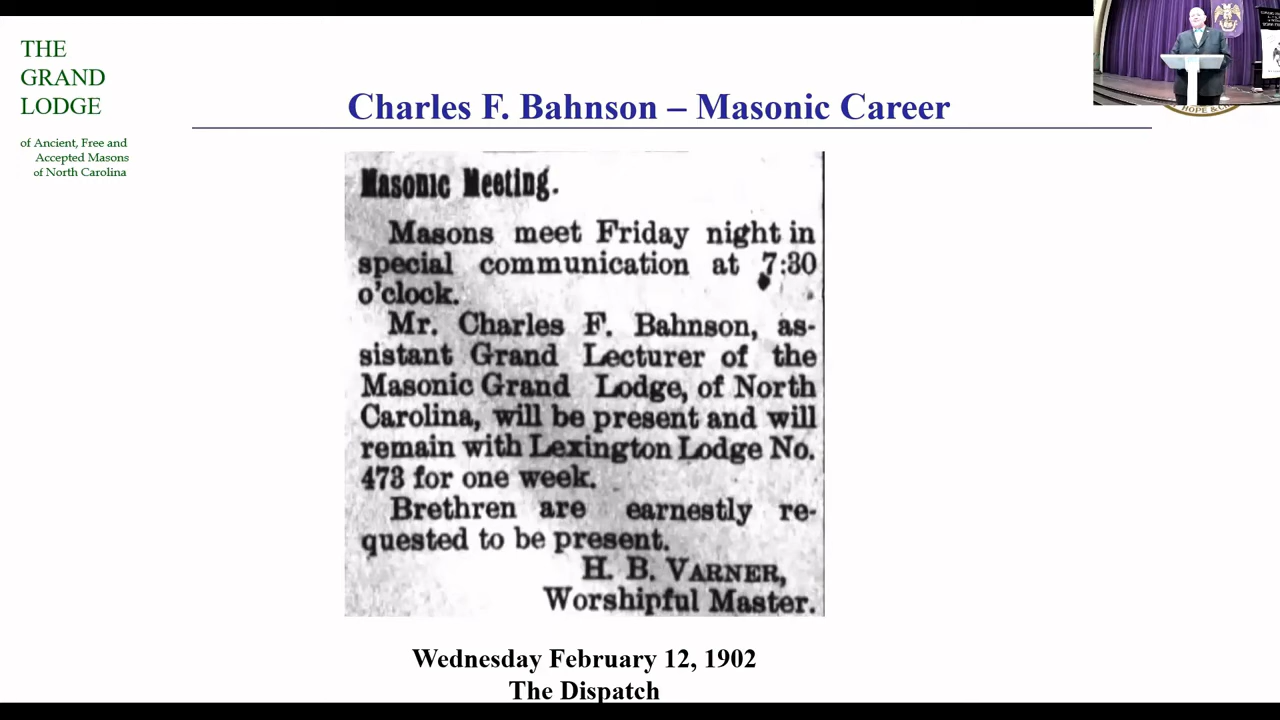 THE
GRAND
LODGE
of Ancient, Free and
Accepted Masons
of North Carolina
Charles F. Bahnson – Masonic Career
Masonic Meeting.
Masons meet Friday night in
special communication at 7:30
o'clock.
Mr. Charles F. Bahnson, as-
sistant Grand Lecturer of the
Masonic Grand Lodge, of North
Carolina, will be present and will
remain with Lexington Lodge No.
473 for one week.
Brethren are earnestly re-
quested to be present.
H. B. VARNER,
Worshipful Master.
Wednesday February 12, 1902
The Dispatch
HOPE &